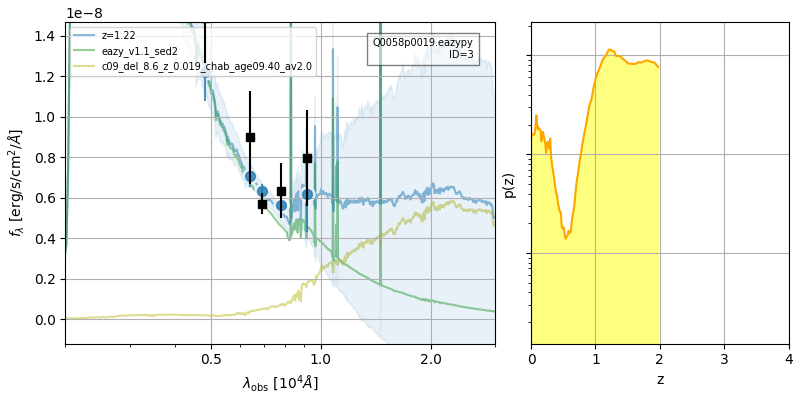 1e−8
z=1.22
eazy_v1.1_sed2
c09_del_8.6_z_0.019_chab_age09.40_av2.0
Q0058p0019.eazypy
ID=3
1.4
1.2
1.0
0.8
0.6
0.4
0.2
0.0
fλ [erg/s/cm²/Å]
0.5
1.0
2.0
λobs [10⁴Å]
p(z)
0
1
2
3
4
z